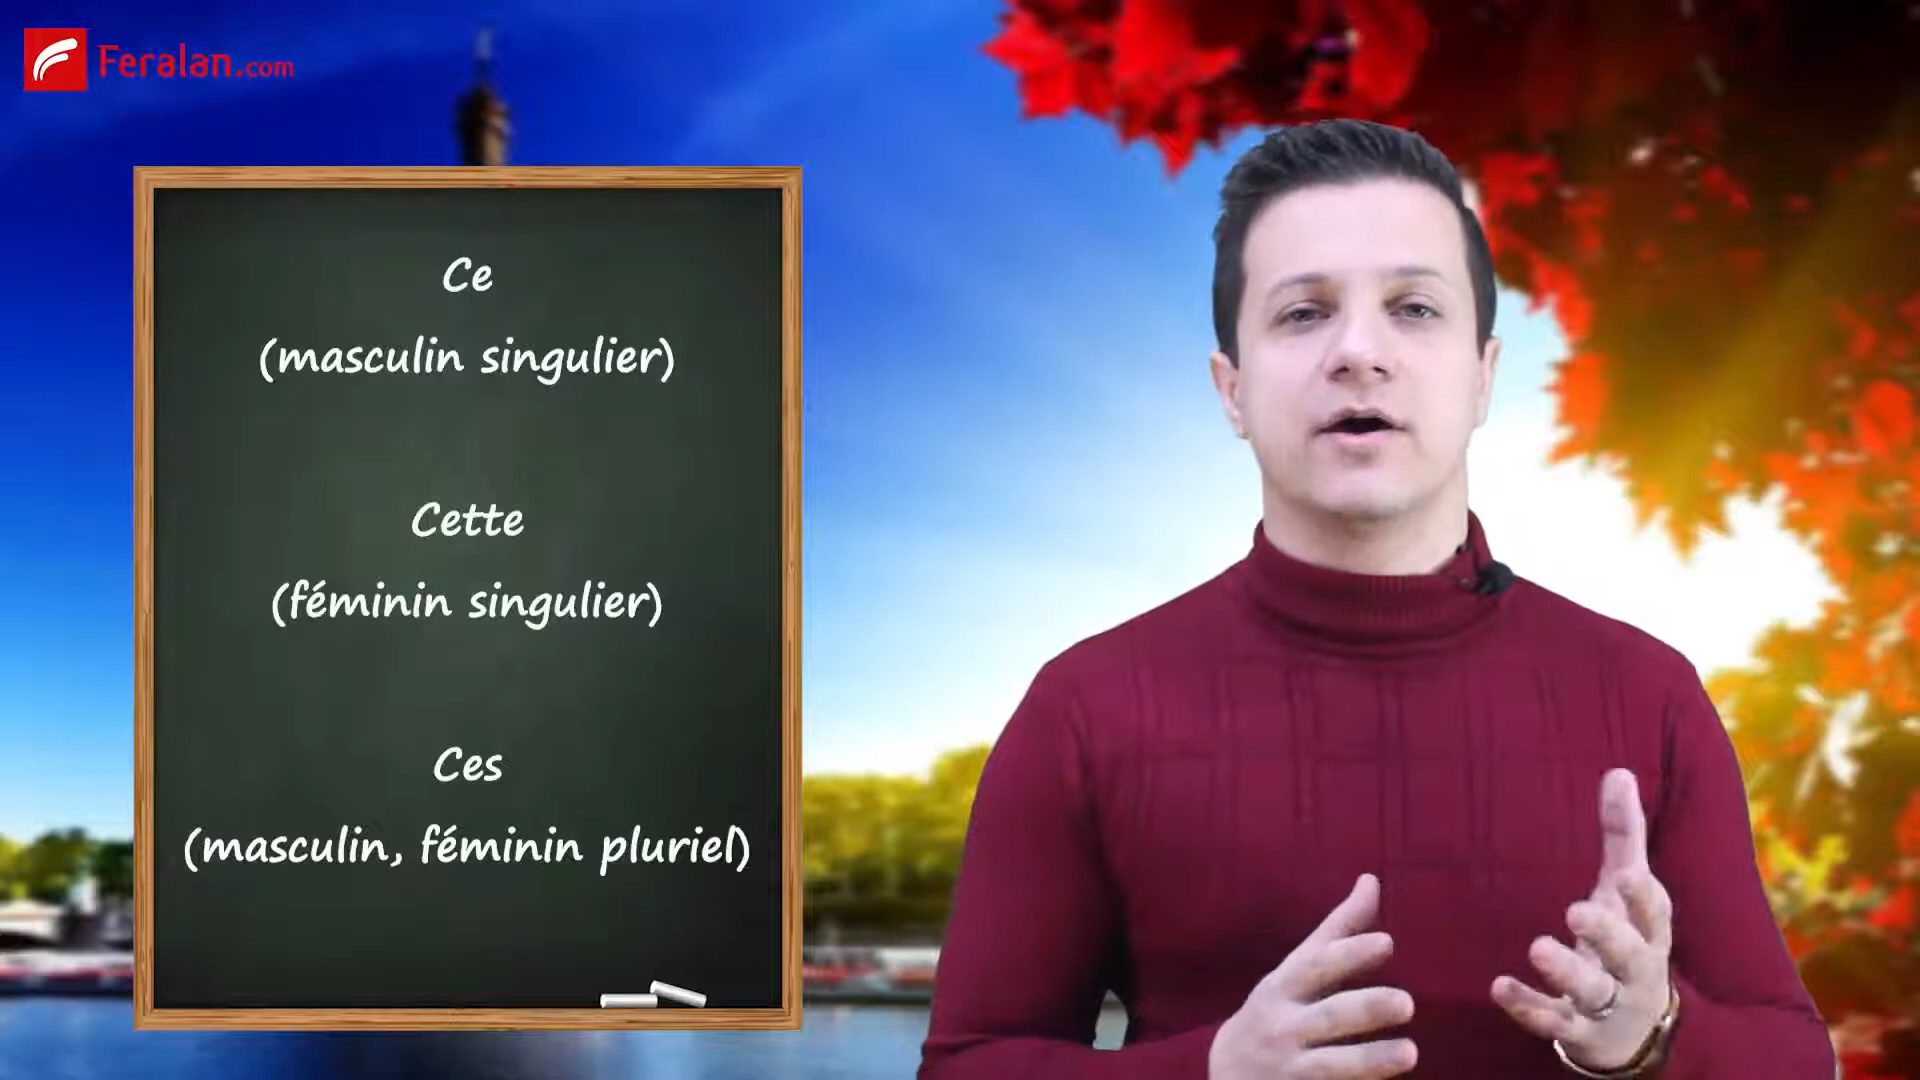 Feralan.com
Ce
(masculin singulier)
Cette
(féminin singulier)
Ces
(masculin, féminin pluriel)